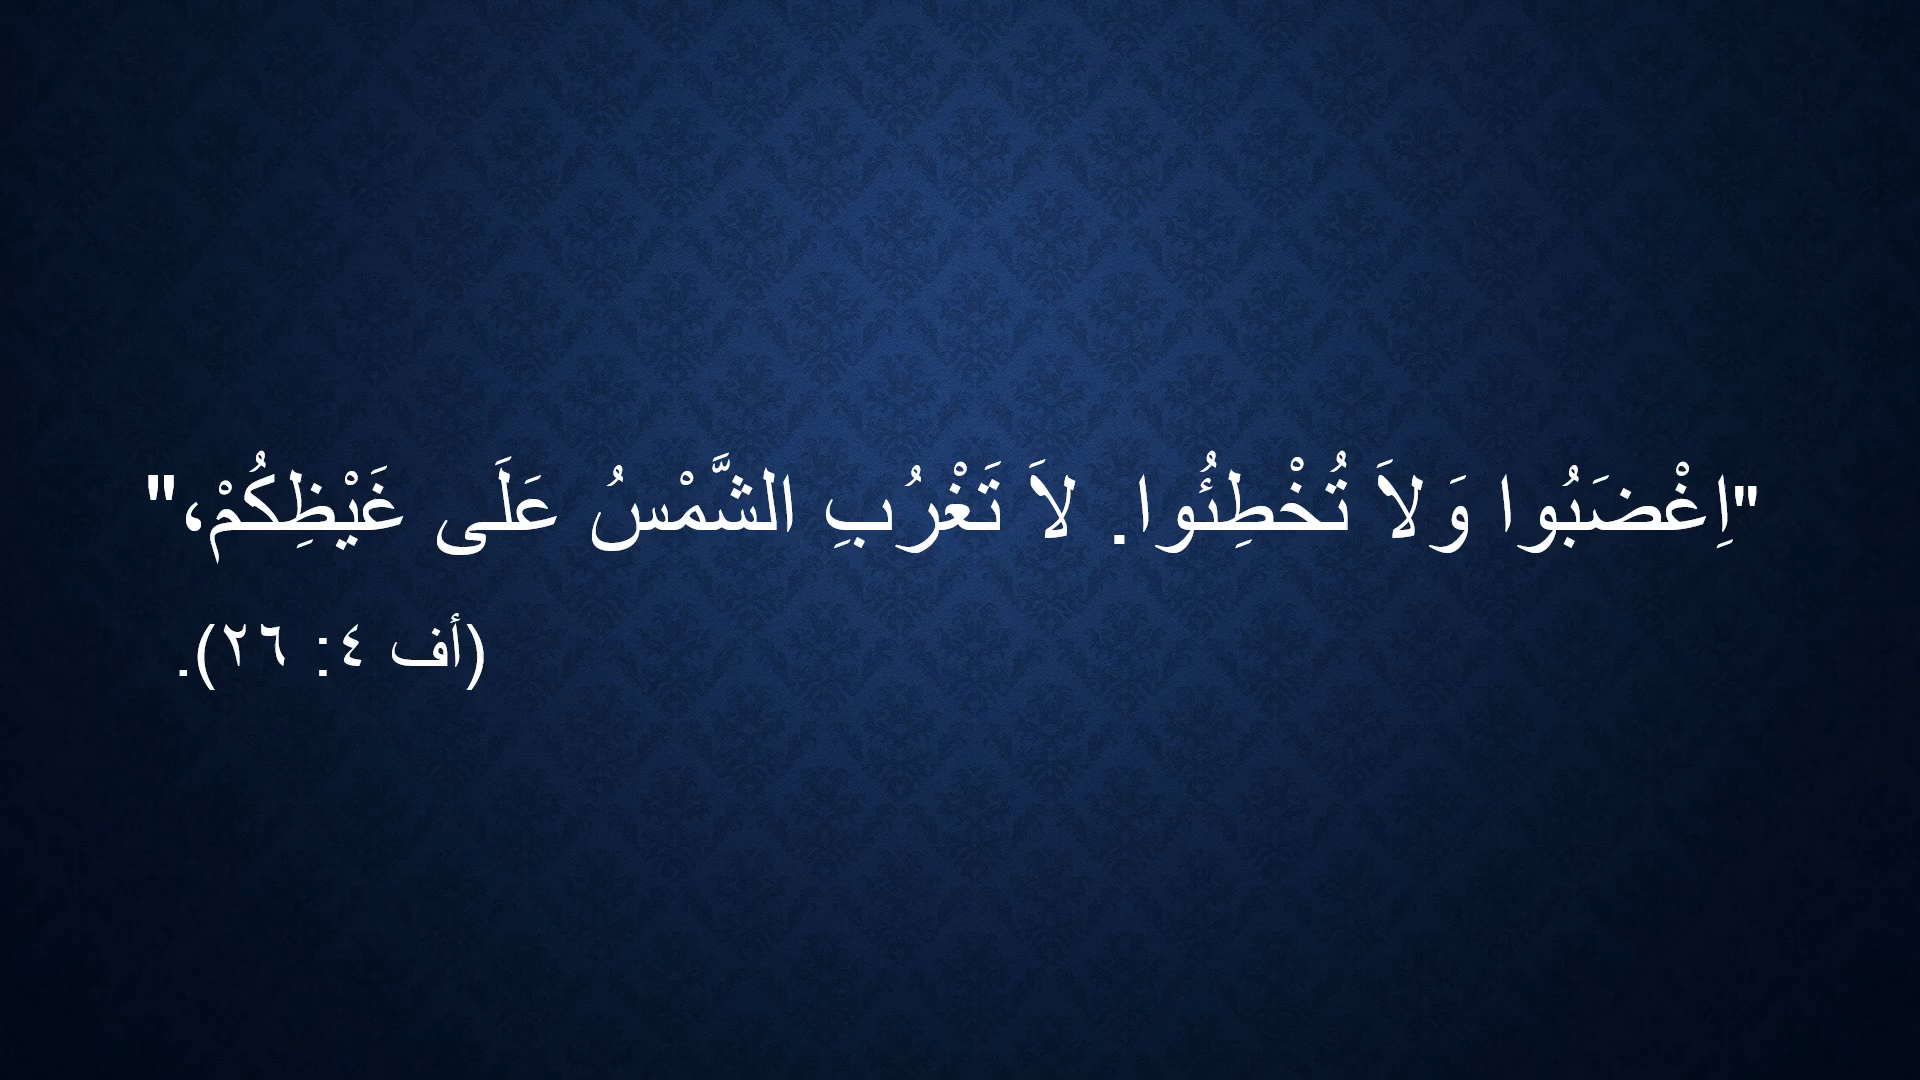 "اِغْضَبُوا وَلاَ تُخْطِئُوا. لاَ تَغْرُبِ الشَّمْسُ عَلَى غَيْظِكُمْ،"
(أف ٤: ٢٦).